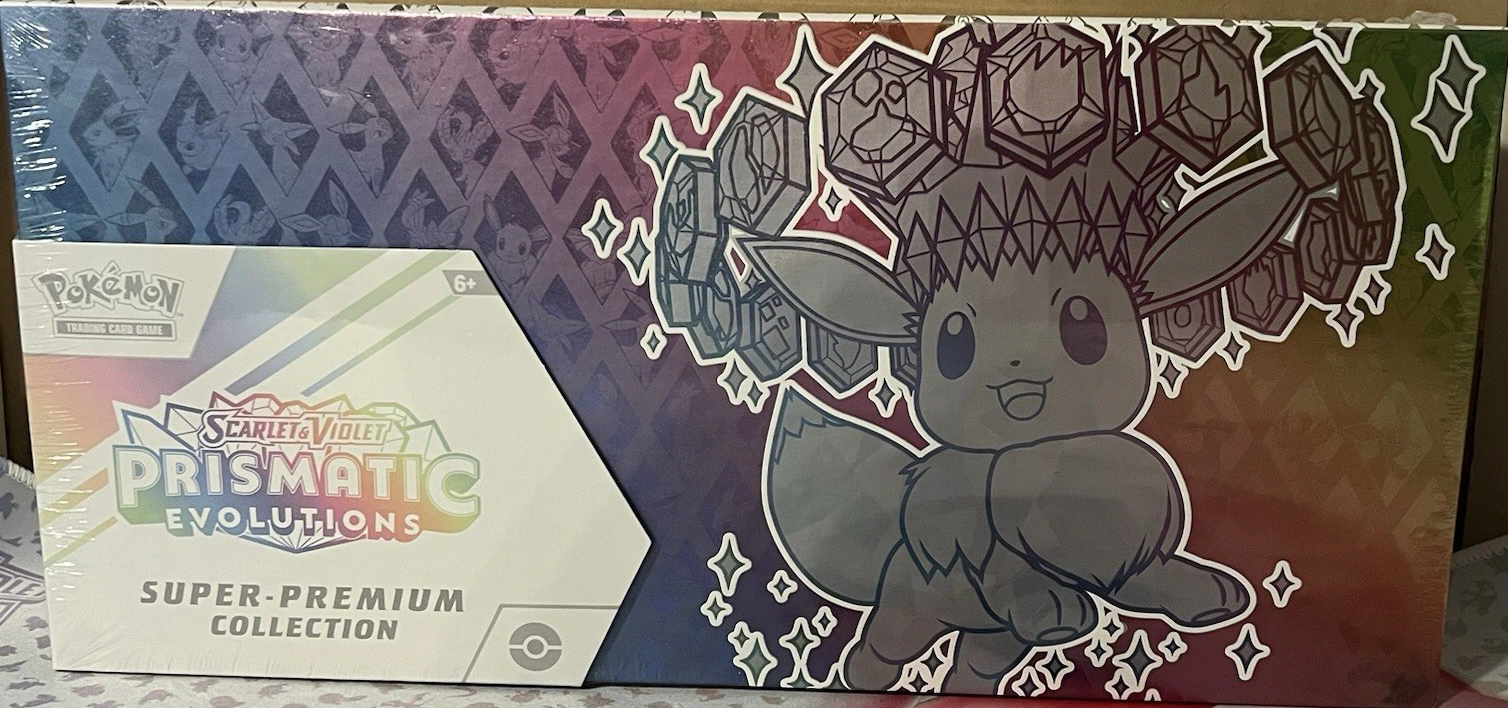 POKéMON
TRADING CARD GAME
6+
SCARLET & VIOLET
PRISMATIC
EVOLUTIONS
SUPER-PREMIUM
COLLECTION